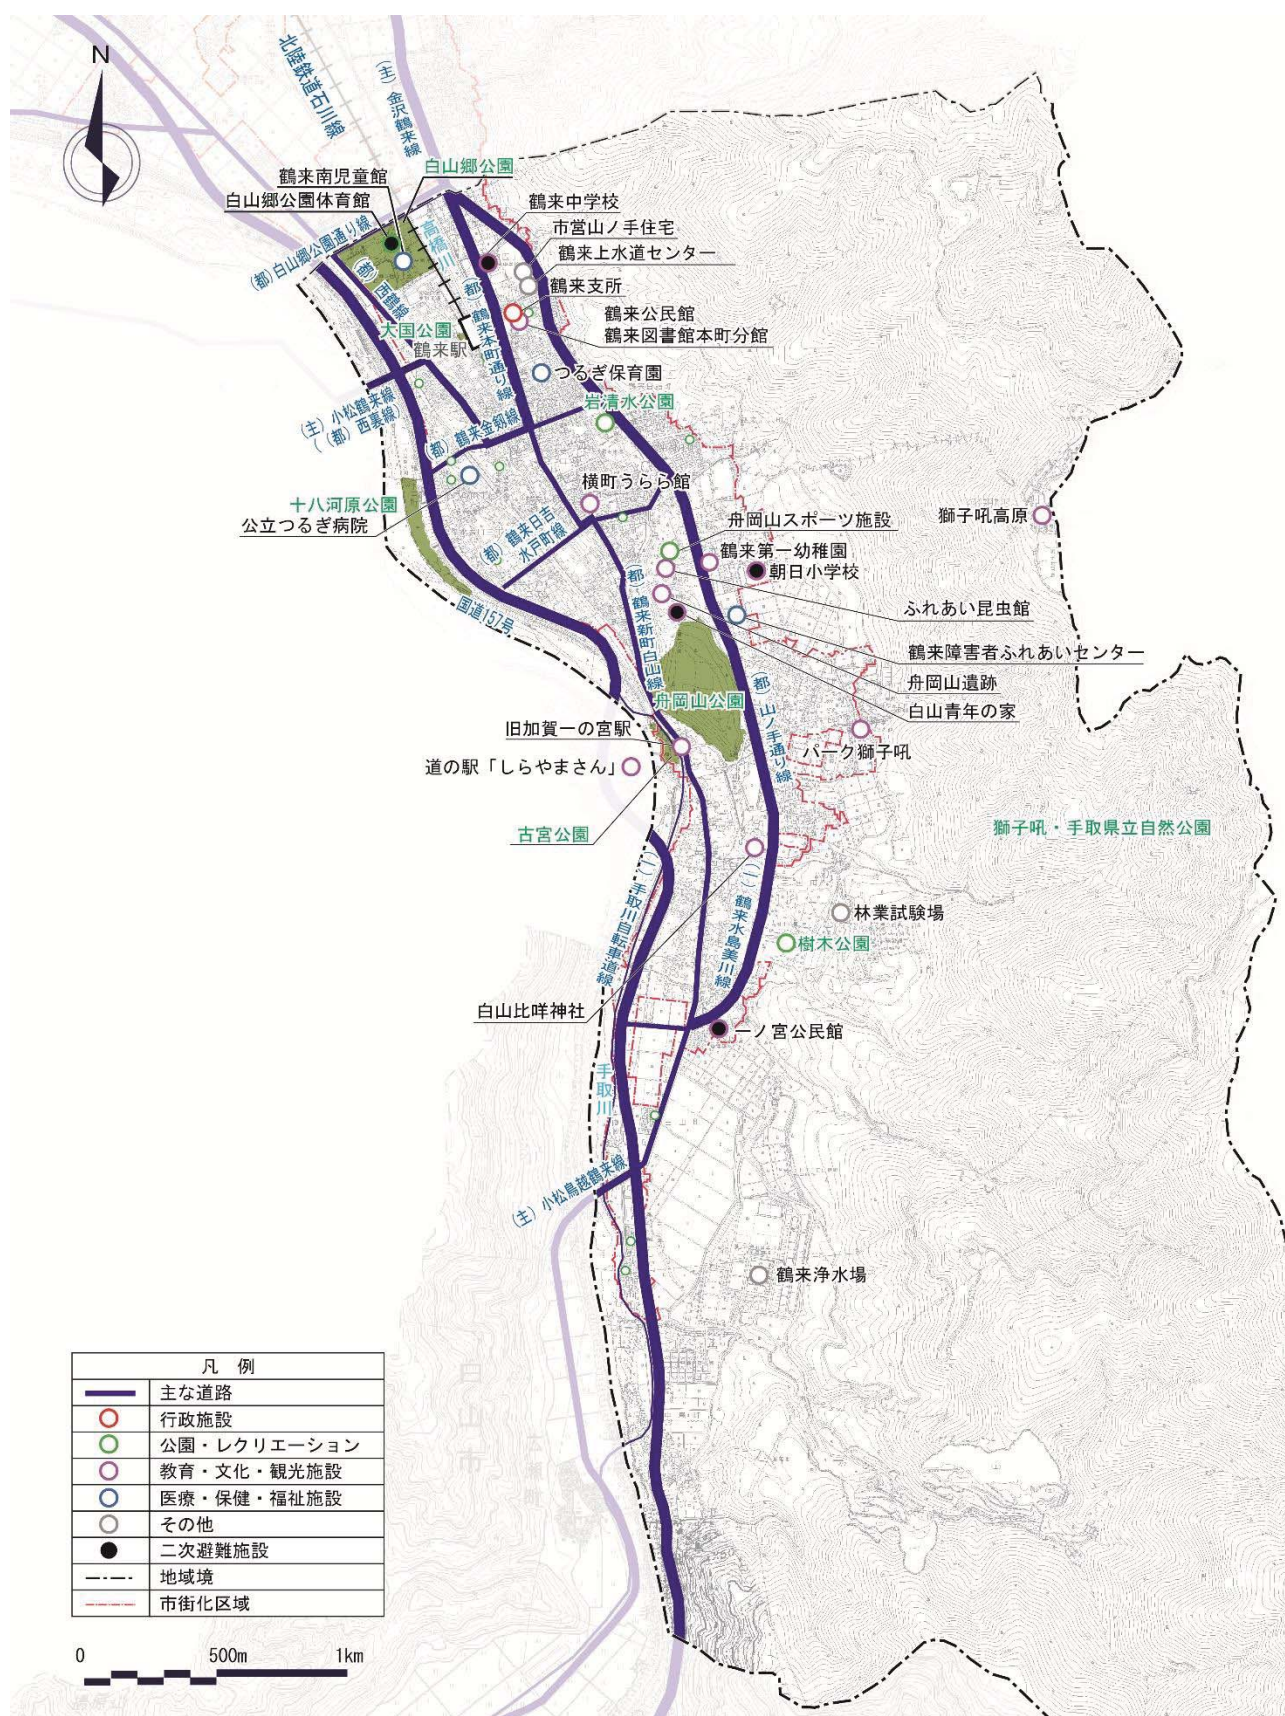 N
北陸鉄道石川線
(主)金沢鶴来線
白山郷公園
鶴来南児童館
白山郷公園体育館
鶴来中学校
市営山ノ手住宅
鶴来上水道センター
高橋川
(都)白山郷公園通り線
(都)西鶴線
鶴来支所
鶴来公民館
鶴来図書館本町分館
大国公園
鶴来駅
(都)鶴来本町通り線
つるぎ保育園
(主)小松鶴来線
((都)西裏線)
岩清水公園
(都)鶴来金剱線
横町うらら館
十八河原公園
公立つるぎ病院
獅子吼高原
舟岡山スポーツ施設
(都)鶴来日吉
水戸町線
鶴来第一幼稚園
朝日小学校
国道157号
(都)鶴来新町白山線
ふれあい昆虫館
鶴来障害者ふれあいセンター
舟岡山遺跡
白山青年の家
舟岡山公園
(都)山ノ手通り線
旧加賀一の宮駅
パーク獅子吼
道の駅「しらやまさん」
古宮公園
獅子吼・手取県立自然公園
(一)手取川自転車道線
(一)鶴来水島美川線
林業試験場
樹木公園
白山比咩神社
一ノ宮公民館
手取川
(主)小松鳥越鶴来線
鶴来浄水場
白山市
凡 例
主な道路
行政施設
公園・レクリエーション
教育・文化・観光施設
医療・保健・福祉施設
その他
二次避難施設
地域境
市街化区域
0 500m 1km